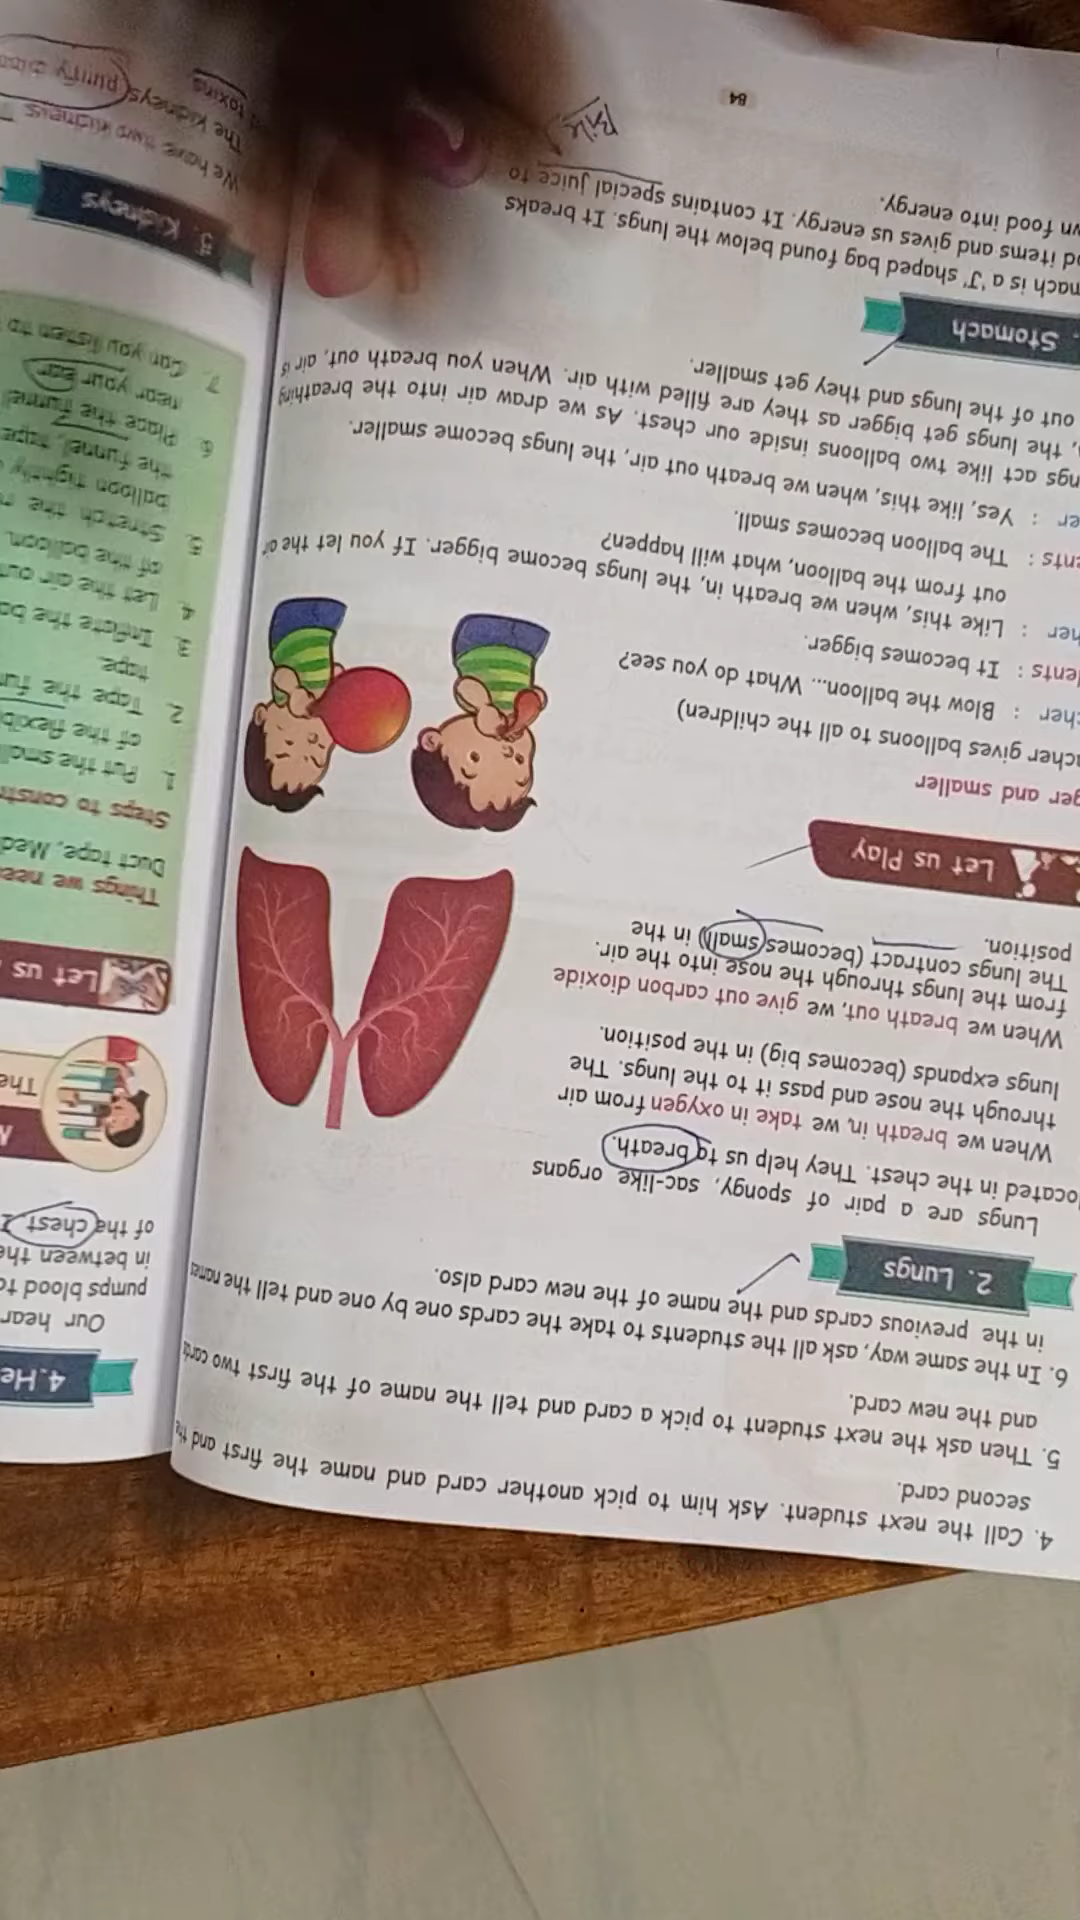 4. Call the next student. Ask him to pick another card and name the first and the
second card.
5. Then ask the next student to pick a card and tell the name of the first two cards
and the new card.
6. In the same way, ask all the students to take the cards one by one and tell the names
in the previous cards and the name of the new card also.
2. Lungs
Lungs are a pair of spongy, sac-like organs
located in the chest. They help us to breath.
When we breath in, we take in oxygen from air
through the nose and pass it to the lungs. The
lungs expands (becomes big) in the position.
When we breath out, we give out carbon dioxide
from the lungs through the nose into the air.
The lungs contract (becomes small) in the
position.
Let us Play
ger and smaller
acher gives balloons to all the children)
cher : Blow the balloon... What do you see?
dents : It becomes bigger.
her : Like this, when we breath in, the lungs become bigger. If you let the air
out from the balloon, what will happen?
ents : The balloon becomes small.
er : Yes, like this, when we breath out air, the lungs become smaller.
ngs act like two balloons inside our chest. As we draw air into the breathing
, the lungs get bigger as they are filled with air. When you breath out, air is
out of the lungs and they get smaller.
. Stomach
mach is a 'J' shaped bag found below the lungs. It breaks
od items and gives us energy. It contains special juice to
wn food into energy.
Bile
84
4. He
Our hear
pumps blood to
in between the
of the chest. I
The
Let us
Things we nee
Duct tape, Med
Steps to constr
1. Put the small
of the flexib
2. Tape the fun
tape.
3. Inflate the ba
4. Let the air out
of the balloon.
5. Stretch the r
balloon tightly
the funnel, tape
6. Place the funnel
near your ear
7. Can you listen to
5. Kidneys
We have two kidneys
The kidneys purify bloo
toxins